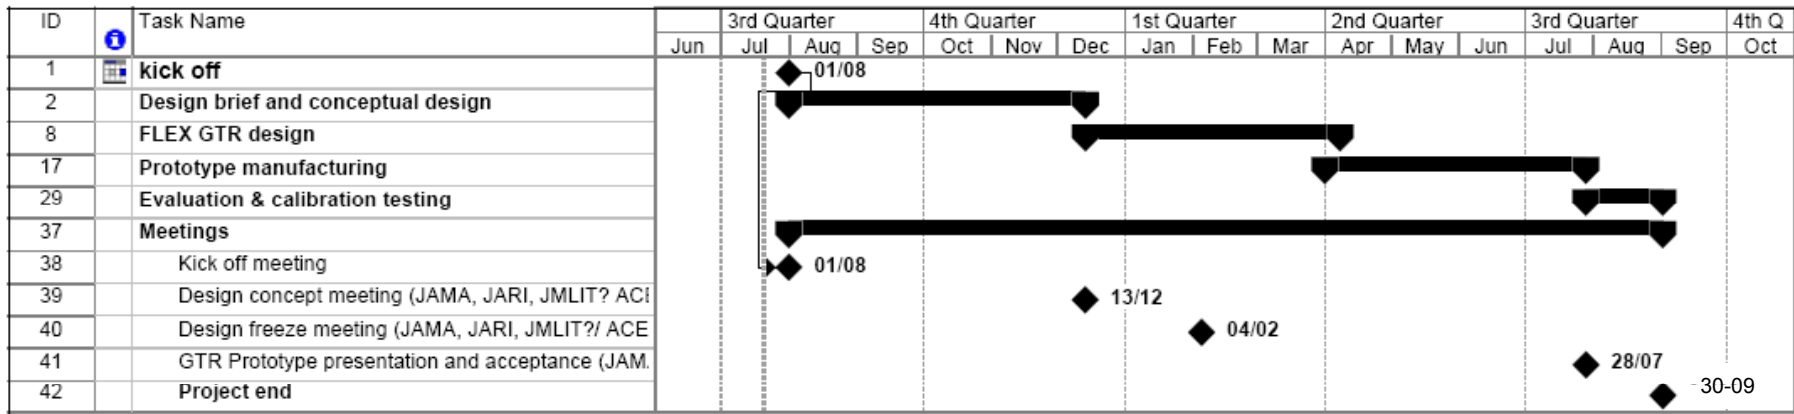 ID Task Name 3rd Quarter 4th Quarter 1st Quarter 2nd Quarter 3rd Quarter 4th Q
Jun Jul Aug Sep Oct Nov Dec Jan Feb Mar Apr May Jun Jul Aug Sep Oct
1 kick off 01/08
2 Design brief and conceptual design
8 FLEX GTR design
17 Prototype manufacturing
29 Evaluation & calibration testing
37 Meetings
38 Kick off meeting 01/08
39 Design concept meeting (JAMA, JARI, JMLIT? ACE 13/12
40 Design freeze meeting (JAMA, JARI, JMLIT?/ ACE 04/02
41 GTR Prototype presentation and acceptance (JAM. 28/07
42 Project end 30-09